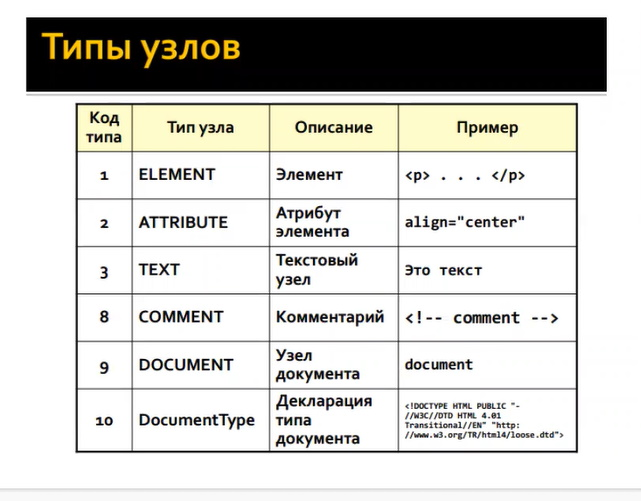 Типы узлов
Код типа Тип узла Описание Пример
1 ELEMENT Элемент <p> . . . </p>
2 ATTRIBUTE Атрибут элемента align="center"
3 TEXT Текстовый узел Это текст
8 COMMENT Комментарий <!-- comment -->
9 DOCUMENT Узел документа document
10 DocumentType Декларация типа документа <!DOCTYPE HTML PUBLIC "-//W3C//DTD HTML 4.01 Transitional//EN" "http://www.w3.org/TR/html4/loose.dtd">